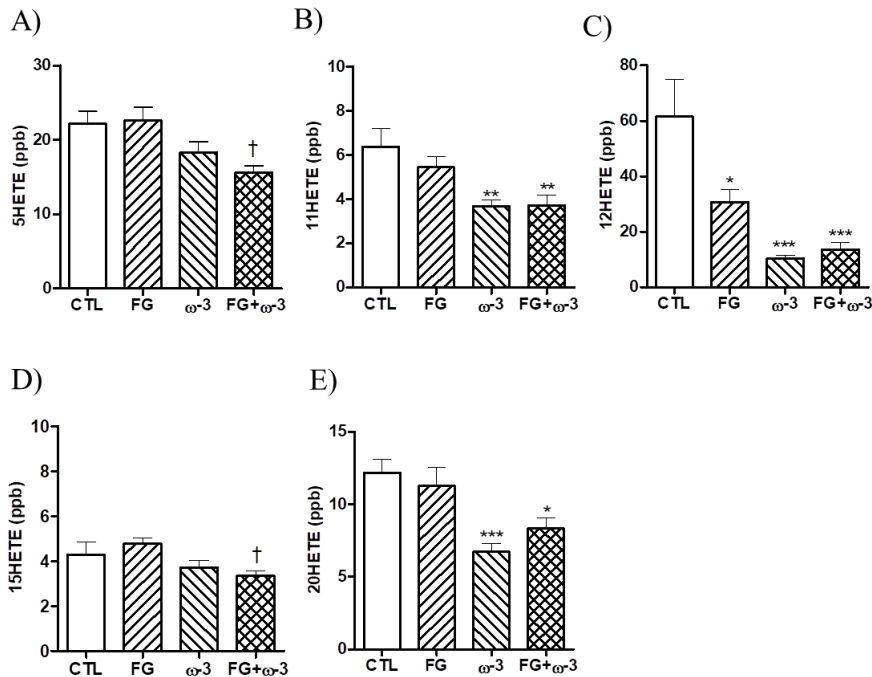 A)
5HETE (ppb)
30
20
10
0
†
CTL FG ω-3 FG+ω-3
B)
11HETE (ppb)
10
8
6
4
2
0
** **
CTL FG ω-3 FG+ω-3
C)
12HETE (ppb)
80
60
40
20
0
*
*** ***
CTL FG ω-3 FG+ω-3
D)
15HETE (ppb)
10
8
6
4
2
0
†
CTL FG ω-3 FG+ω-3
E)
20HETE (ppb)
15
10
5
0
*** *
CTL FG ω-3 FG+ω-3